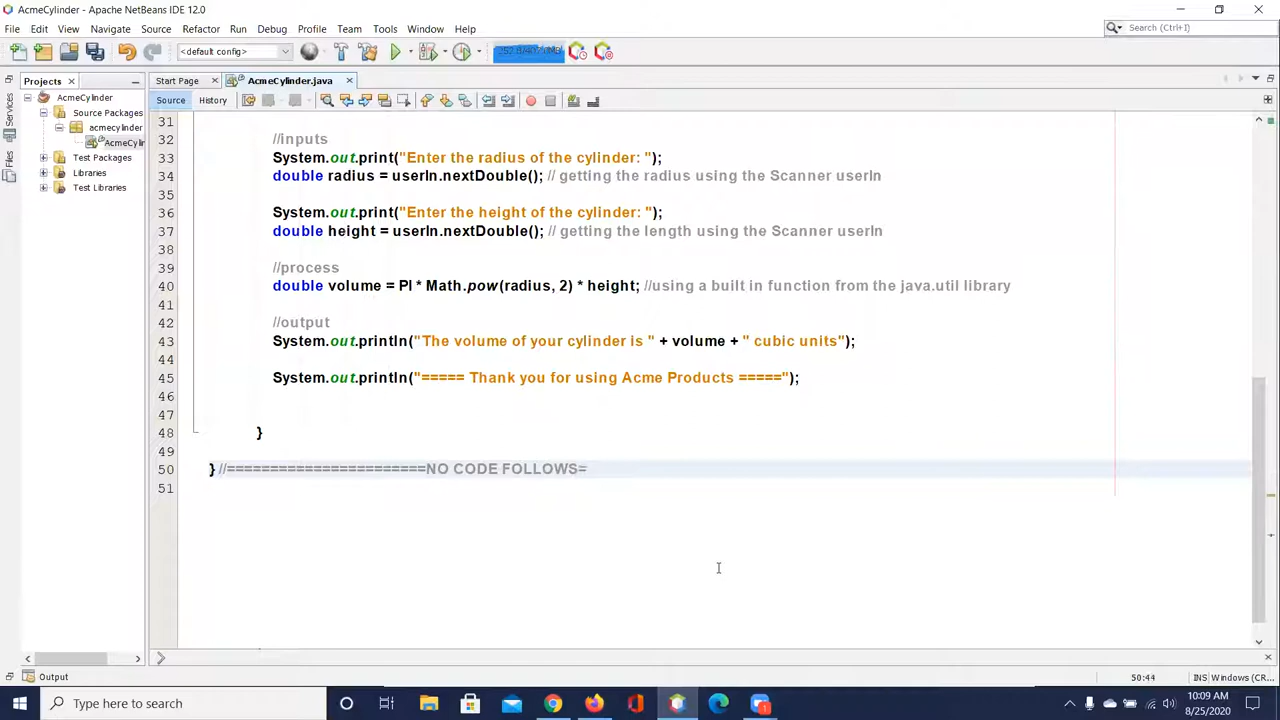 AcmeCylinder - Apache NetBeans IDE 12.0
File Edit View Navigate Source Refactor Run Debug Profile Team Tools Window Help
Search (Ctrl+I)
<default config>
Projects
Start Page
AcmeCylinder.java
Services
Files
AcmeCylinder
Source Packages
acmecylinder
AcmeCylin
Test Packages
Libraries
Test Libraries
Source History
31
32 //inputs
33 System.out.print("Enter the radius of the cylinder: ");
34 double radius = userIn.nextDouble(); // getting the radius using the Scanner userIn
35
36 System.out.print("Enter the height of the cylinder: ");
37 double height = userIn.nextDouble(); // getting the length using the Scanner userIn
38
39 //process
40 double volume = PI * Math.pow(radius, 2) * height; //using a built in function from the java.util library
41
42 //output
43 System.out.println("The volume of your cylinder is " + volume + " cubic units");
44
45 System.out.println("===== Thank you for using Acme Products =====");
46
47
48 }
49
50 } //=======================NO CODE FOLLOWS=
51
Output
50:44
INS
Windows (CR...
Type here to search
10:09 AM
8/25/2020